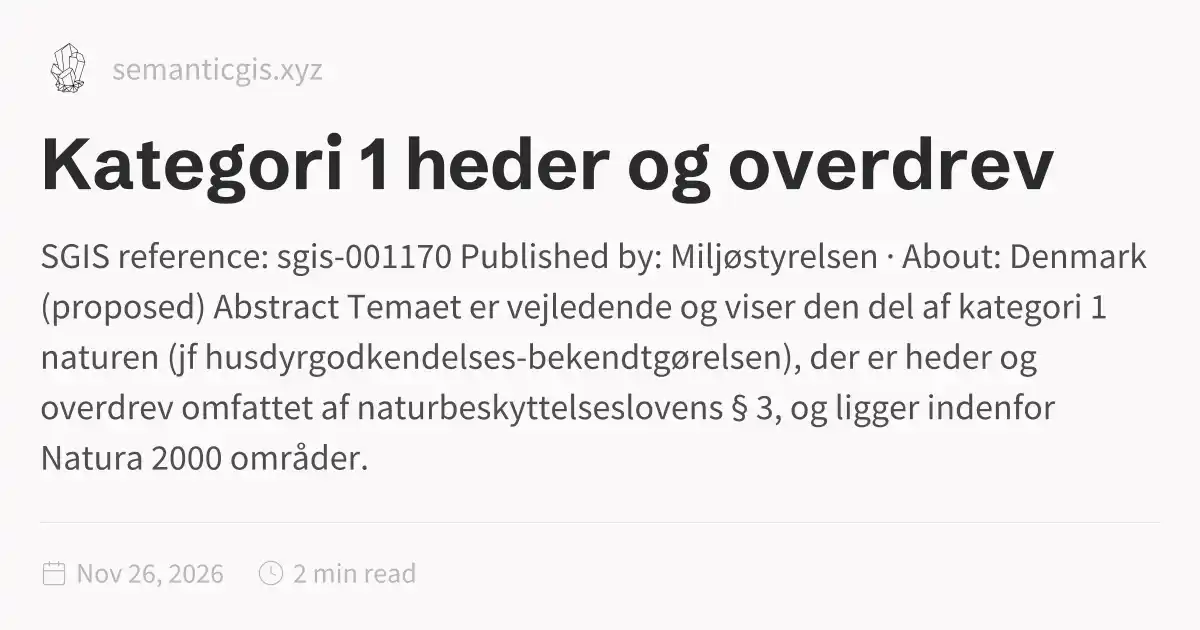 semanticgis.xyz
Kategori 1 heder og overdrev
SGIS reference: sgis-001170 Published by: Miljøstyrelsen · About: Denmark
(proposed) Abstract Temaet er vejledende og viser den del af kategori 1
naturen (jf husdyrgodkendelses-bekendtgørelsen), der er heder og
overdrev omfattet af naturbeskyttelseslovens § 3, og ligger indenfor
Natura 2000 områder.
Nov 26, 2026 2 min read